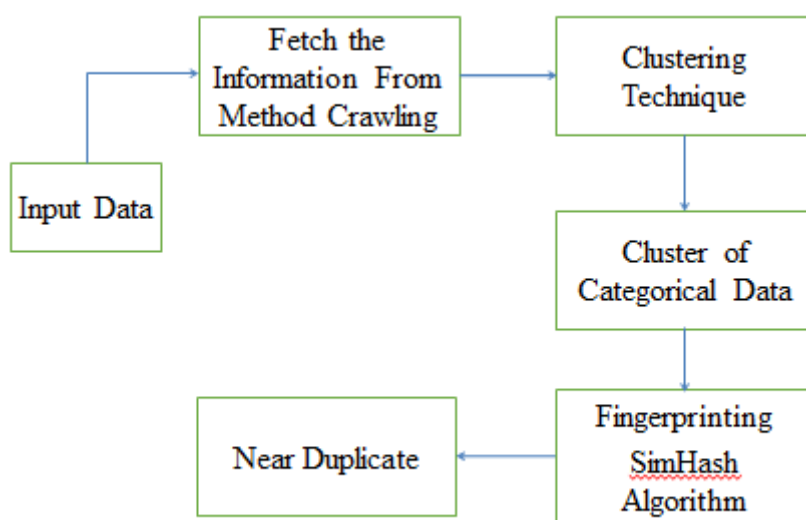 Input Data
Fetch the
Information From
Method Crawling
Clustering
Technique
Cluster of
Categorical Data
Fingerprinting
SimHash
Algorithm
Near Duplicate